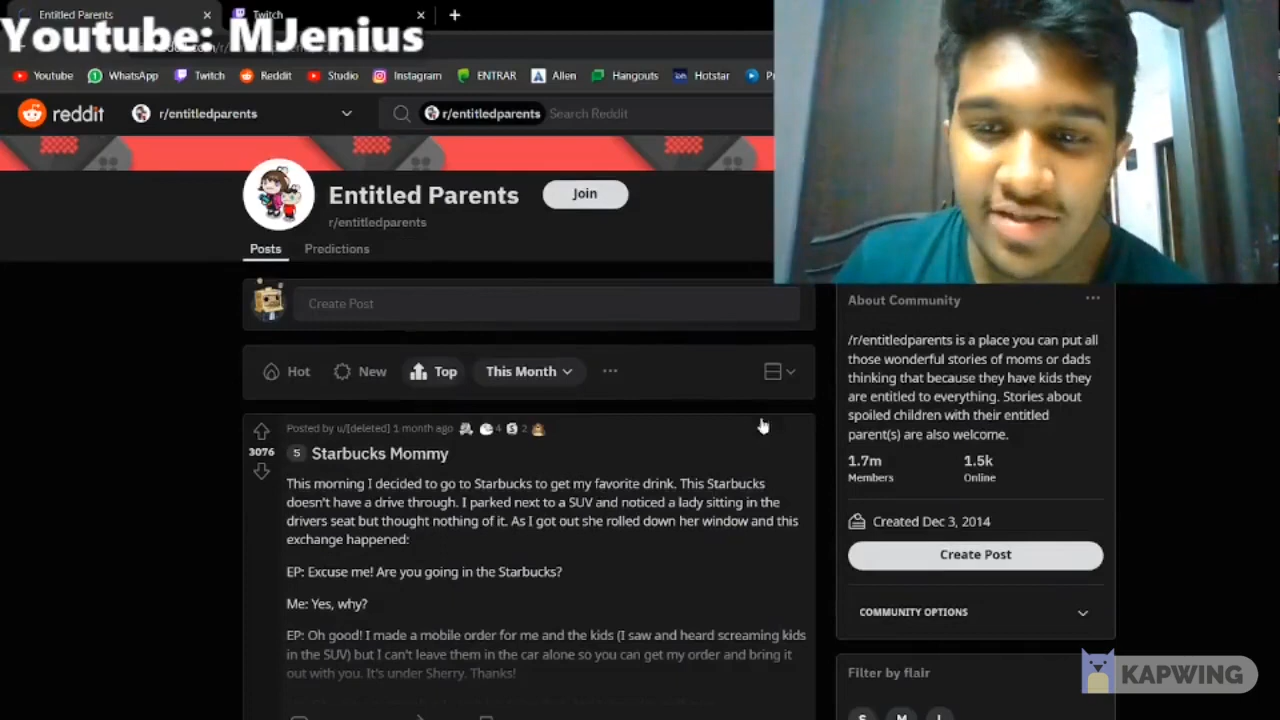 Entitled Parents
Twitch
Youtube: MJenius
Youtube WhatsApp Twitch Reddit Studio Instagram ENTRAR Allen Hangouts Hotstar
reddit r/entitledparents r/entitledparents Search Reddit
Entitled Parents Join
r/entitledparents
Posts Predictions
Create Post
Hot New Top This Month
Posted by u/[deleted] 1 month ago 4 2
3076 S Starbucks Mommy
This morning I decided to go to Starbucks to get my favorite drink. This Starbucks
doesn't have a drive through. I parked next to a SUV and noticed a lady sitting in the
drivers seat but thought nothing of it. As I got out she rolled down her window and this
exchange happened:
EP: Excuse me! Are you going in the Starbucks?
Me: Yes, why?
EP: Oh good! I made a mobile order for me and the kids (I saw and heard screaming kids
in the SUV) but I can't leave them in the car alone so you can get my order and bring it
out with you. It's under Sherry. Thanks!
About Community
/r/entitledparents is a place you can put all
those wonderful stories of moms or dads
thinking that because they have kids they
are entitled to everything. Stories about
spoiled children with their entitled
parent(s) are also welcome.
1.7m 1.5k
Members Online
Created Dec 3, 2014
Create Post
COMMUNITY OPTIONS
Filter by flair
S M L
KAPWING